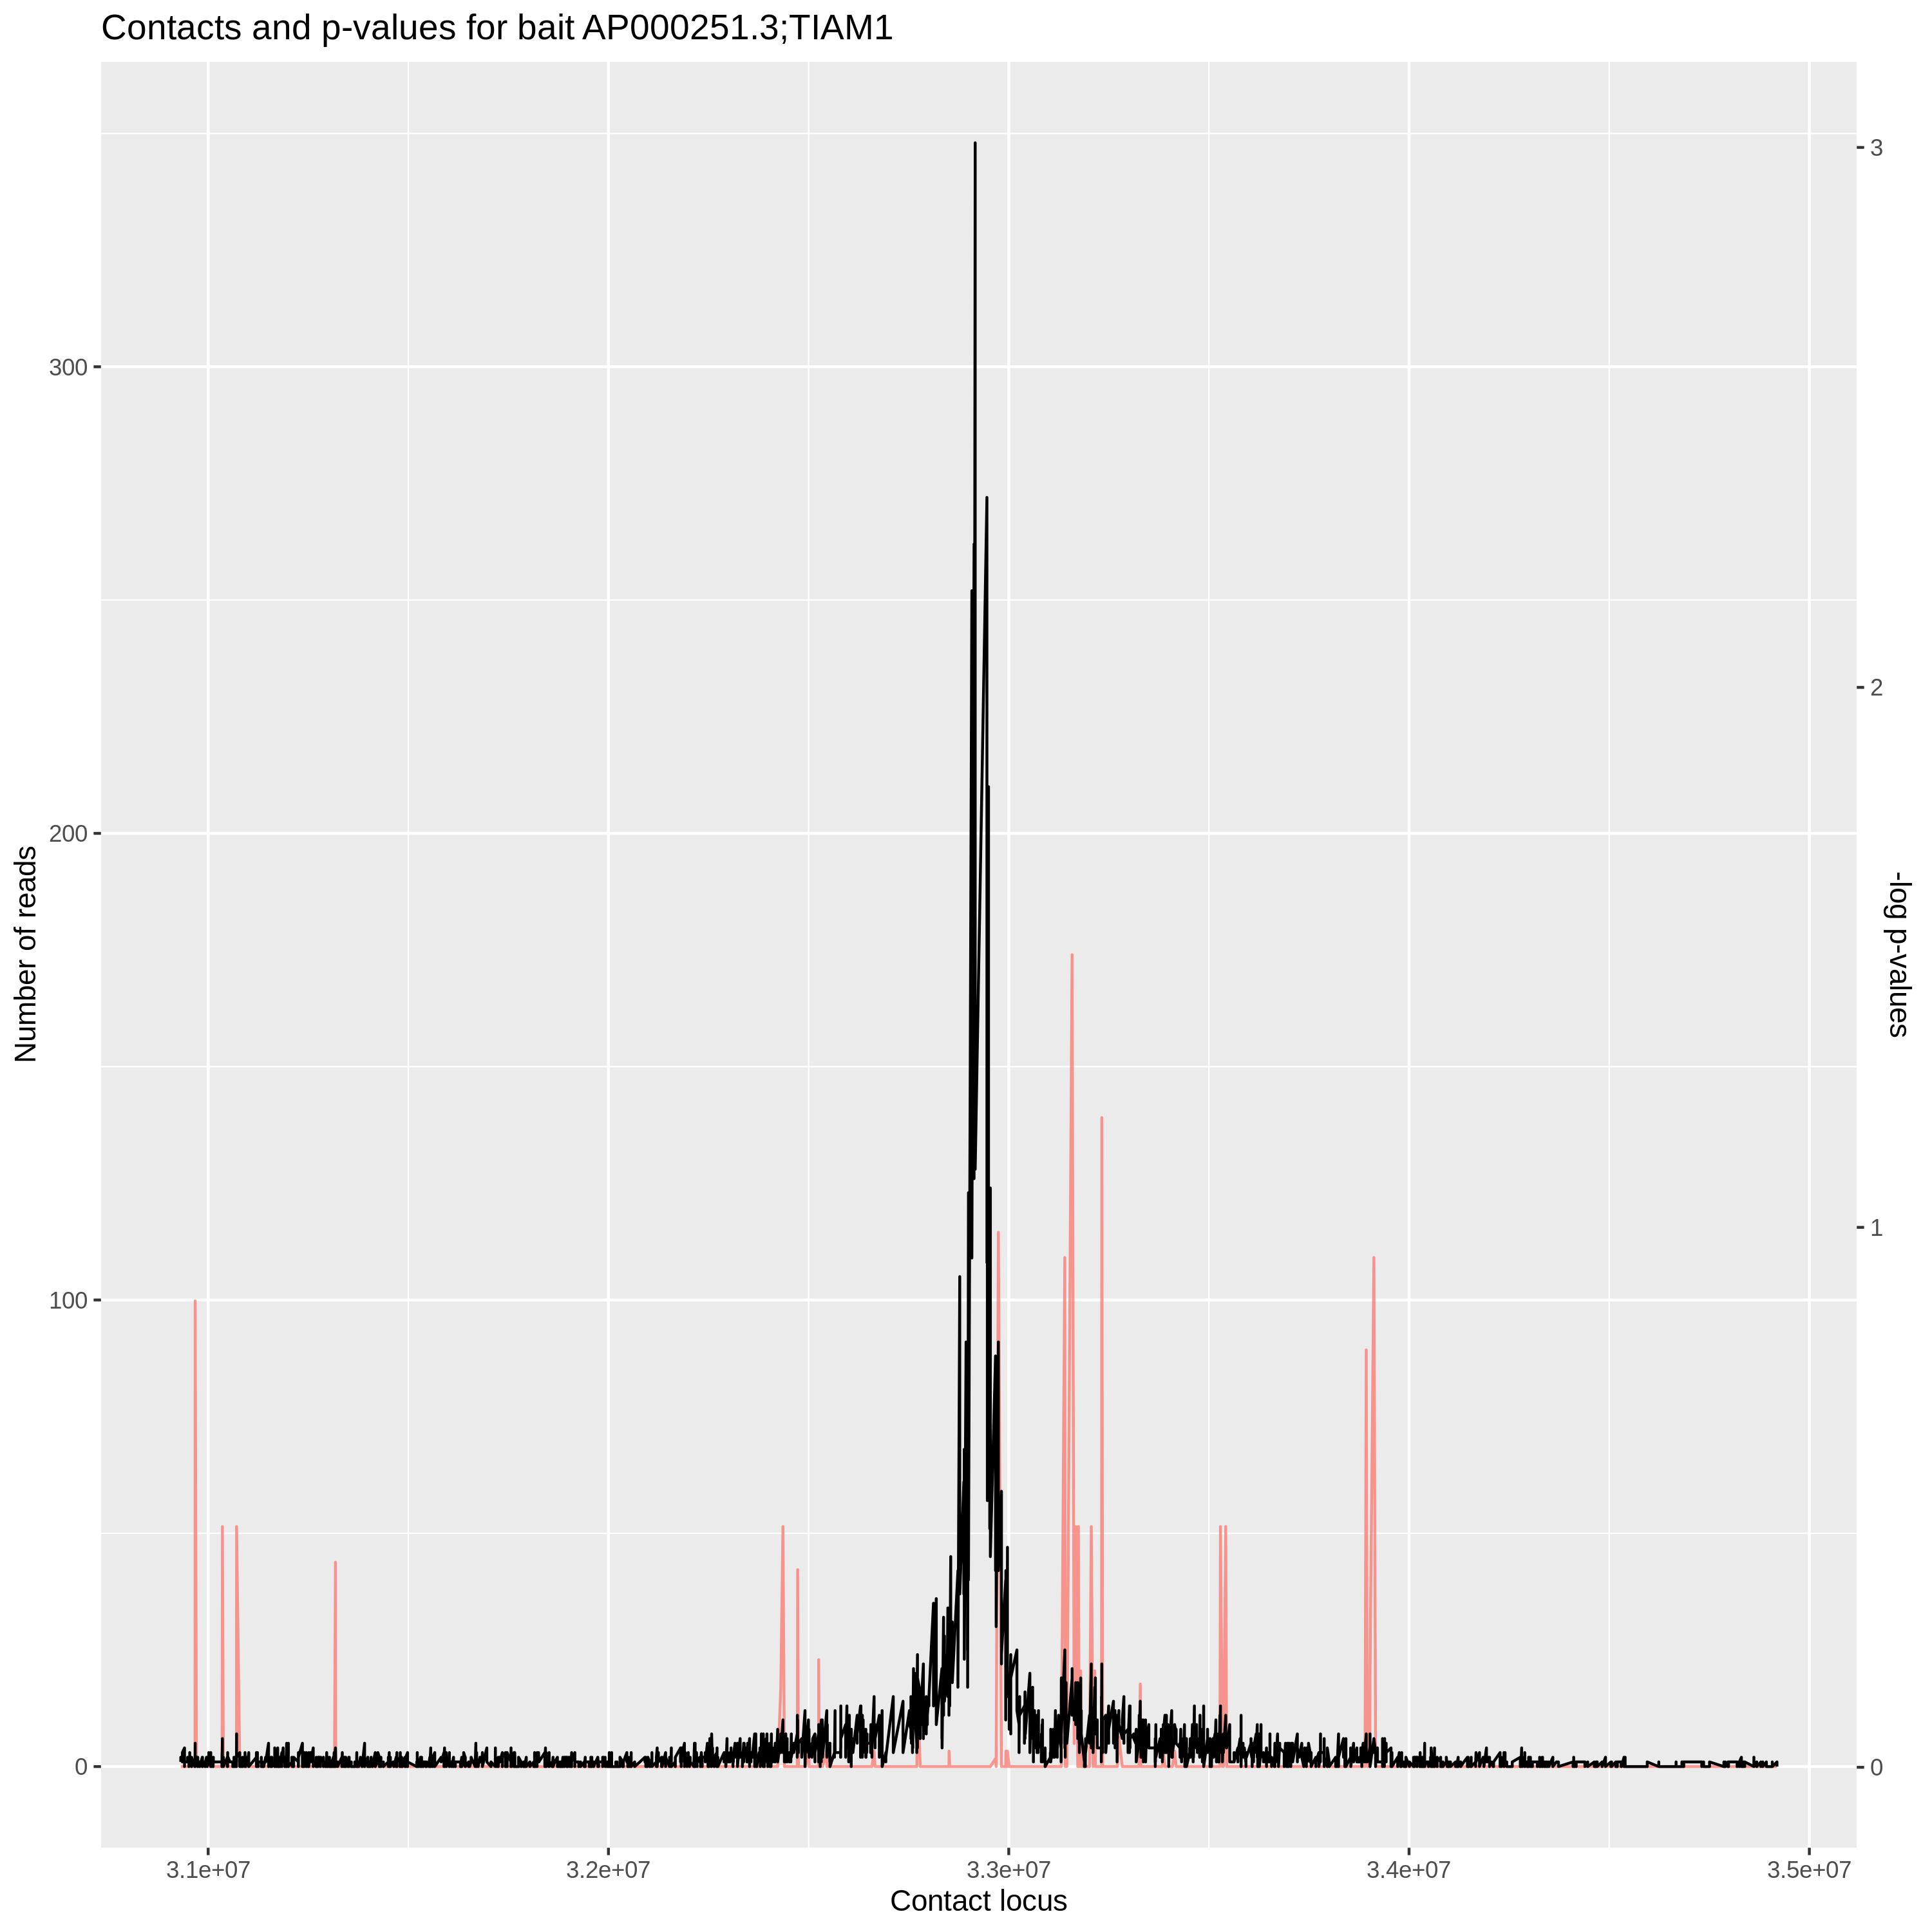 Contacts and p-values for bait AP000251.3;TIAM1
Number of reads
300
200
100
0
3
2
1
0
-log p-values
3.1e+07
3.2e+07
3.3e+07
3.4e+07
3.5e+07
Contact locus